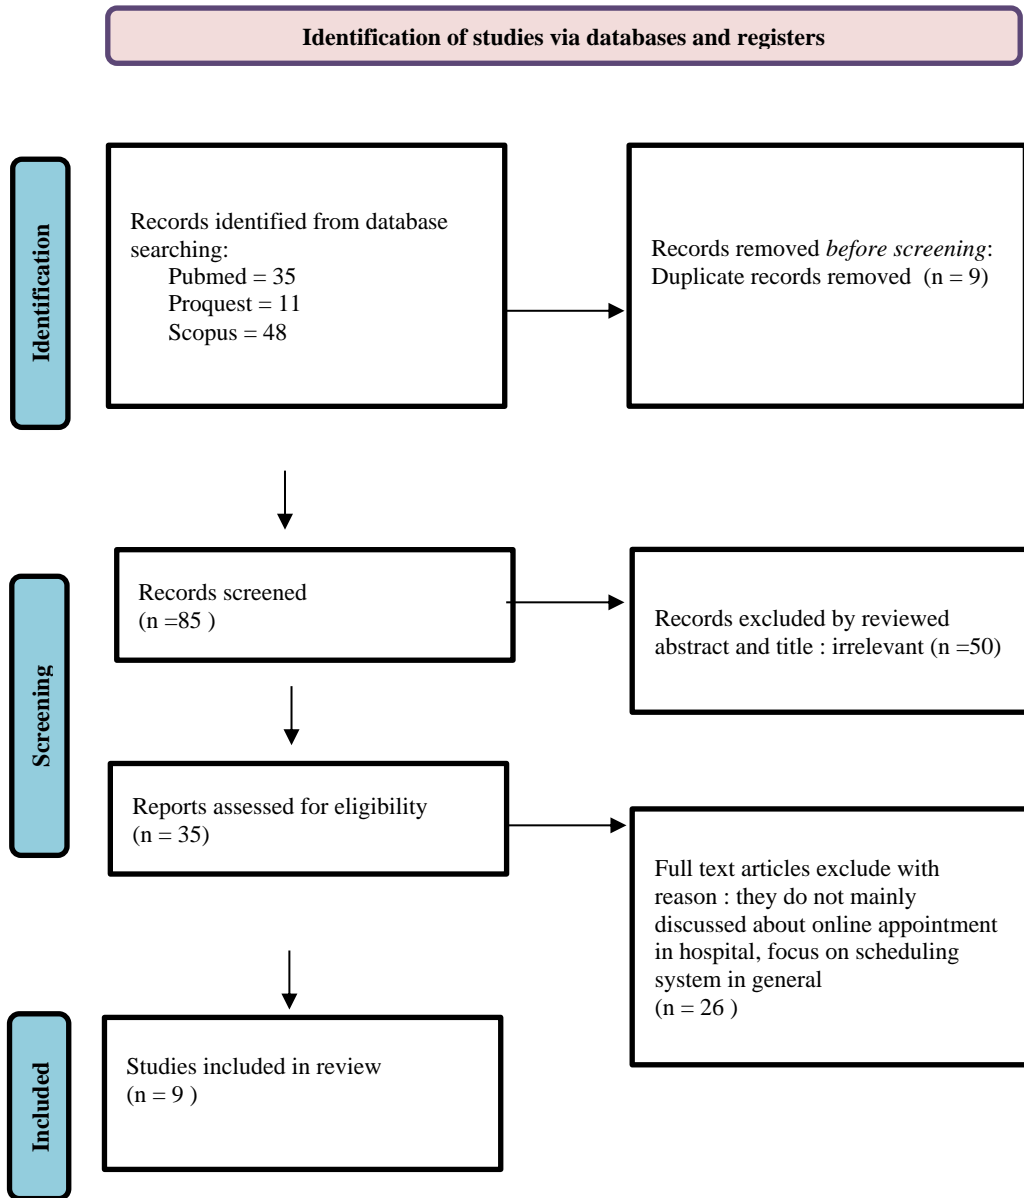 Identification of studies via databases and registers
Identification
Records identified from database
searching:
Pubmed = 35
Proquest = 11
Scopus = 48
Records removed before screening:
Duplicate records removed  (n = 9)
Screening
Records screened
(n =85 )
Records excluded by reviewed
abstract and title : irrelevant (n =50)
Reports assessed for eligibility
(n = 35)
Full text articles exclude with
reason : they do not mainly
discussed about online appointment
in hospital, focus on scheduling
system in general
(n = 26 )
Included
Studies included in review
(n = 9 )